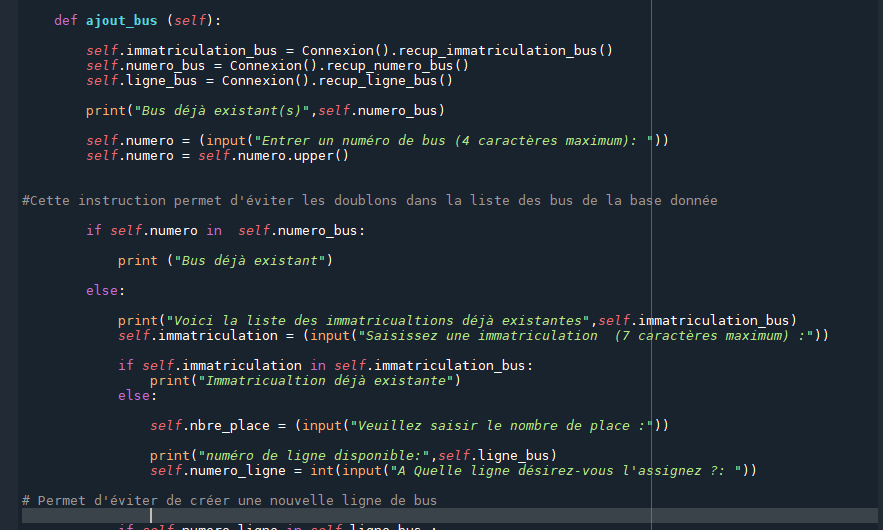 def ajout_bus (self):
self.immatriculation_bus = Connexion().recup_immatriculation_bus()
self.numero_bus = Connexion().recup_numero_bus()
self.ligne_bus = Connexion().recup_ligne_bus()
print("Bus déjà existant(s)",self.numero_bus)
self.numero = (input("Entrer un numéro de bus (4 caractères maximum): "))
self.numero = self.numero.upper()
#Cette instruction permet d'éviter les doublons dans la liste des bus de la base donnée
if self.numero in  self.numero_bus:
print ("Bus déjà existant")
else:
print("Voici la liste des immatricualtions déjà existantes",self.immatriculation_bus)
self.immatriculation = (input("Saisissez une immatriculation  (7 caractères maximum) :"))
if self.immatriculation in self.immatriculation_bus:
print("Immatricualtion déjà existante")
else:
self.nbre_place = (input("Veuillez saisir le nombre de place :"))
print("numéro de ligne disponible:",self.ligne_bus)
self.numero_ligne = int(input("A Quelle ligne désirez-vous l'assignez ?: "))
# Permet d'éviter de créer une nouvelle ligne de bus
if self.numero_ligne in self.ligne_bus :